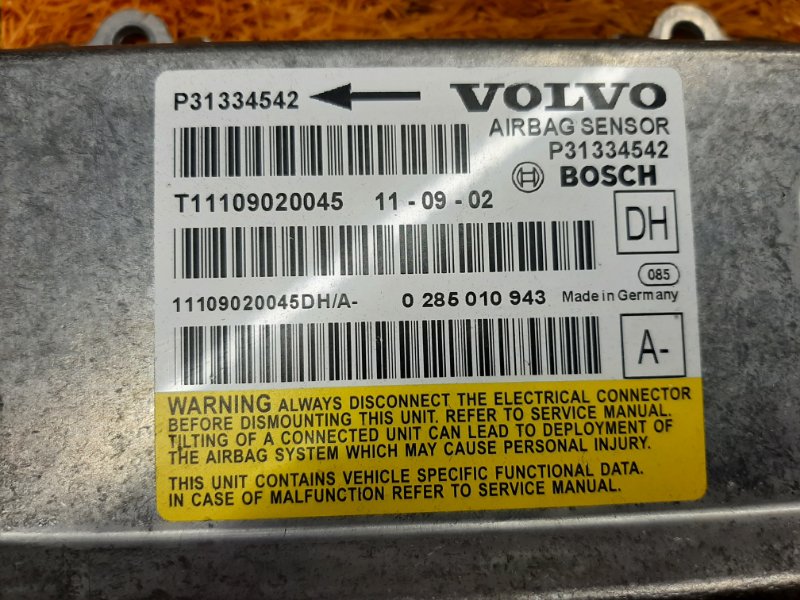 P31334542 VOLVO
AIRBAG SENSOR
P31334542
BOSCH
T11109020045 11 - 09 - 02
DH
085
11109020045DH/A- 0 285 010 943 Made in Germany
A-
WARNING ALWAYS DISCONNECT THE ELECTRICAL CONNECTOR
BEFORE DISMOUNTING THIS UNIT. REFER TO SERVICE MANUAL.
TILTING OF A CONNECTED UNIT CAN LEAD TO DEPLOYMENT OF
THE AIRBAG SYSTEM WHICH MAY CAUSE PERSONAL INJURY.
THIS UNIT CONTAINS VEHICLE SPECIFIC FUNCTIONAL DATA.
IN CASE OF MALFUNCTION REFER TO SERVICE MANUAL.